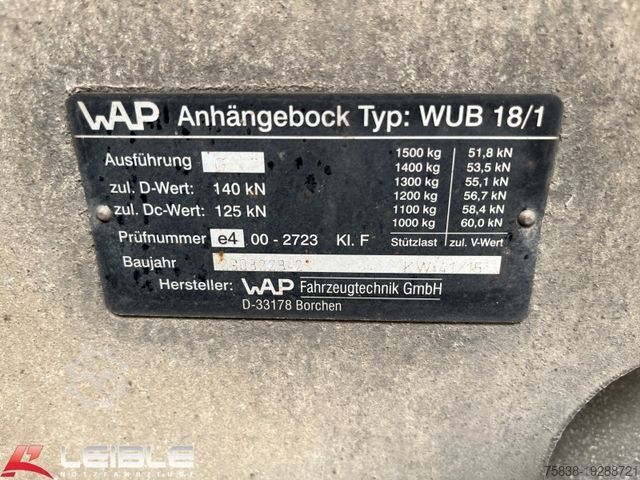 WAP Anhängebock Typ: WUB 18/1
Ausführung
zul. D-Wert: 140 kN
zul. Dc-Wert: 125 kN
Prüfnummer e4 00 - 2723 Kl. F
Baujahr
Hersteller: WAP Fahrzeugtechnik GmbH
D-33178 Borchen
1500 kg 51,8 kN
1400 kg 53,5 kN
1300 kg 55,1 kN
1200 kg 56,7 kN
1100 kg 58,4 kN
1000 kg 60,0 kN
Stützlast zul. V-Wert
LEIBLE
NUTZFAHRZEUGE
75838-19288721